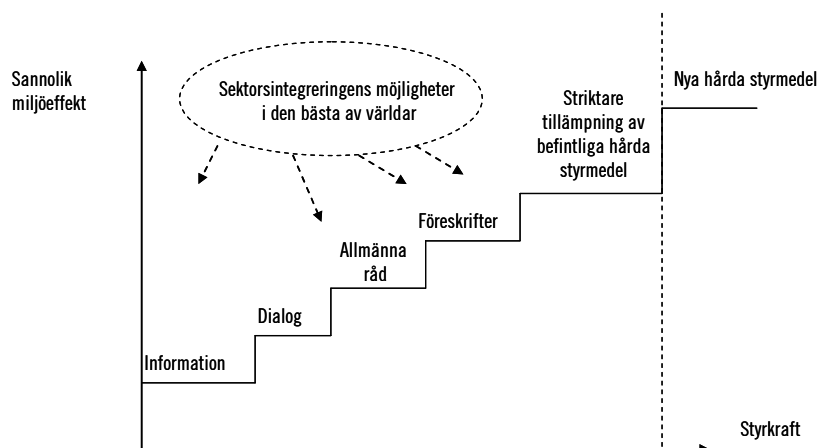 Sannolik
miljöeffekt
Sektorsintegreringens möjligheter
i den bästa av världar
Nya hårda styrmedel
Striktare
tillämpning av
befintliga hårda
styrmedel
Föreskrifter
Allmänna
råd
Dialog
Information
Styrkraft